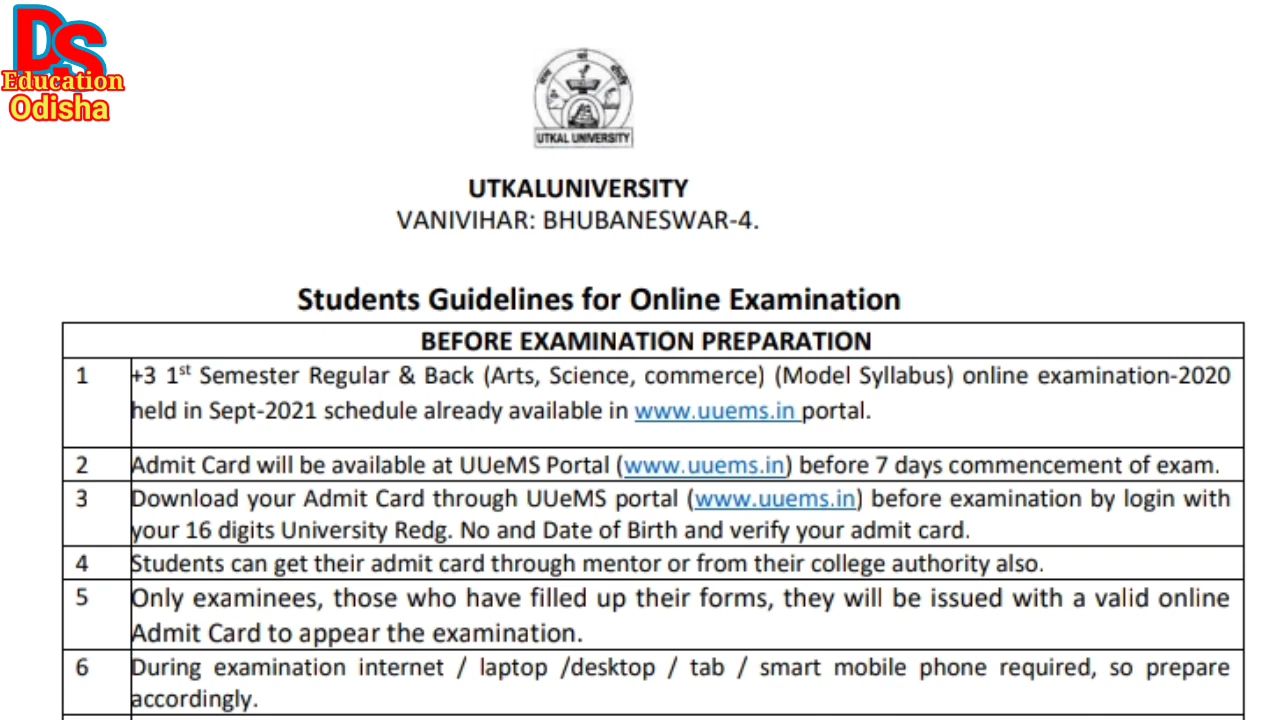 DS
Education
Odisha
UTKAL UNIVERSITY
UTKALUNIVERSITY
VANIVIHAR: BHUBANESWAR-4.
Students Guidelines for Online Examination
BEFORE EXAMINATION PREPARATION
1 +3 1st Semester Regular & Back (Arts, Science, commerce) (Model Syllabus) online examination-2020
held in Sept-2021 schedule already available in www.uuems.in portal.
2 Admit Card will be available at UUeMS Portal (www.uuems.in) before 7 days commencement of exam.
3 Download your Admit Card through UUeMS portal (www.uuems.in) before examination by login with
your 16 digits University Redg. No and Date of Birth and verify your admit card.
4 Students can get their admit card through mentor or from their college authority also.
5 Only examinees, those who have filled up their forms, they will be issued with a valid online
Admit Card to appear the examination.
6 During examination internet / laptop /desktop / tab / smart mobile phone required, so prepare
accordingly.